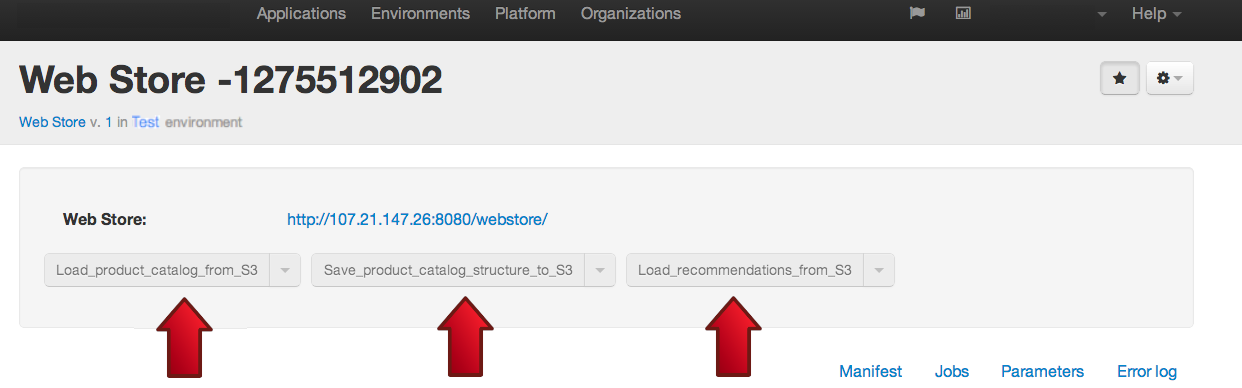 Applications Environments Platform Organizations Help
Web Store -1275512902
Web Store v. 1 in Test environment
Web Store: http://107.21.147.26:8080/webstore/
Load_product_catalog_from_S3 Save_product_catalog_structure_to_S3 Load_recommendations_from_S3
Manifest Jobs Parameters Error log